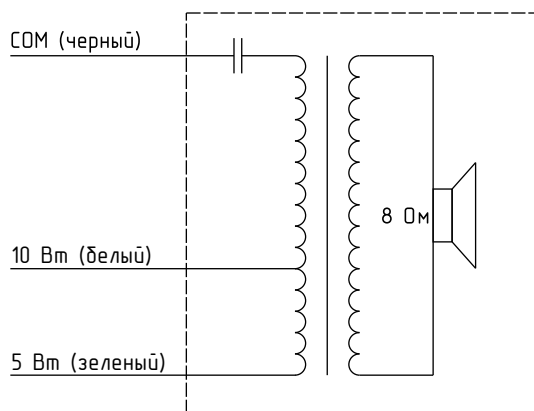 COM (черный)
8 Ом
10 Вт (белый)
5 Вт (зеленый)